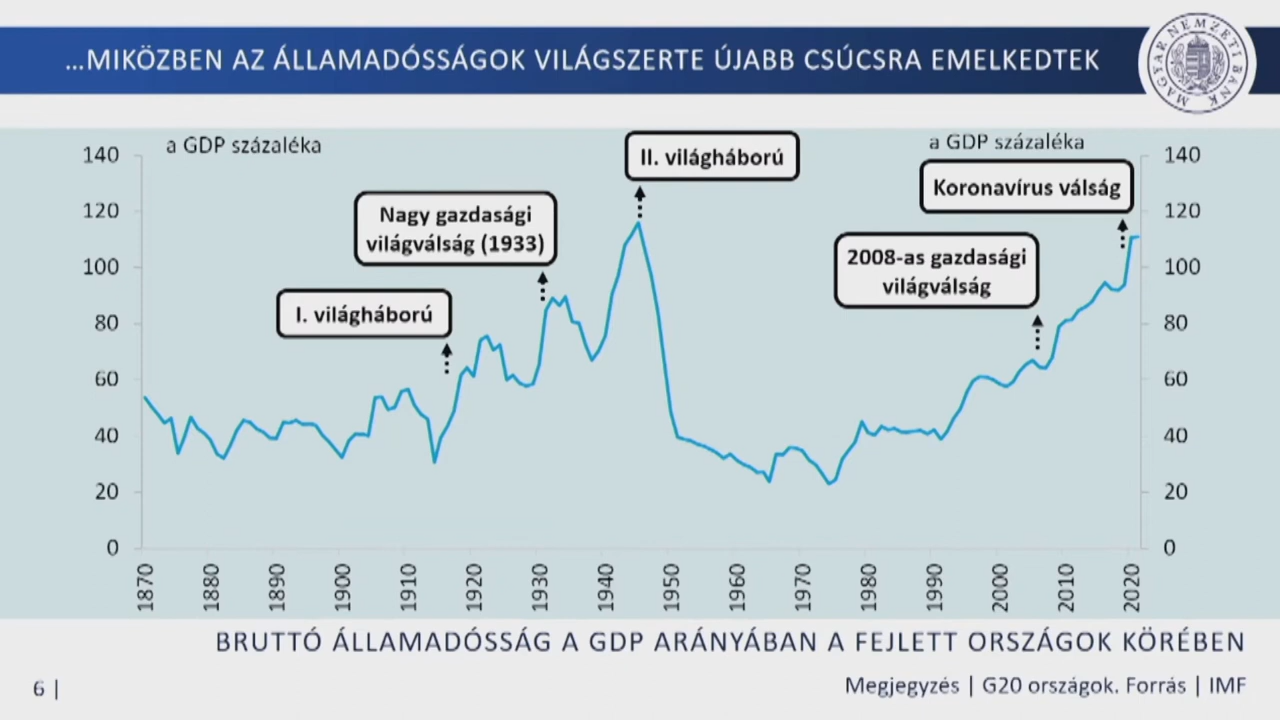 ...MIKÖZBEN AZ ÁLLAMADÓSSÁGOK VILÁGSZERTE ÚJABB CSÚCSRA EMELKEDTEK
MAGYAR NEMZETI BANK
a GDP százaléka
a GDP százaléka
II. világháború
Koronavírus válság
Nagy gazdasági
világválság (1933)
2008-as gazdasági
világválság
I. világháború
140
120
100
80
60
40
20
0
140
120
100
80
60
40
20
0
1870
1880
1890
1900
1910
1920
1930
1940
1950
1960
1970
1980
1990
2000
2010
2020
BRUTTÓ ÁLLAMADÓSSÁG A GDP ARÁNYÁBAN A FEJLETT ORSZÁGOK KÖRÉBEN
6 |
Megjegyzés | G20 országok. Forrás | IMF